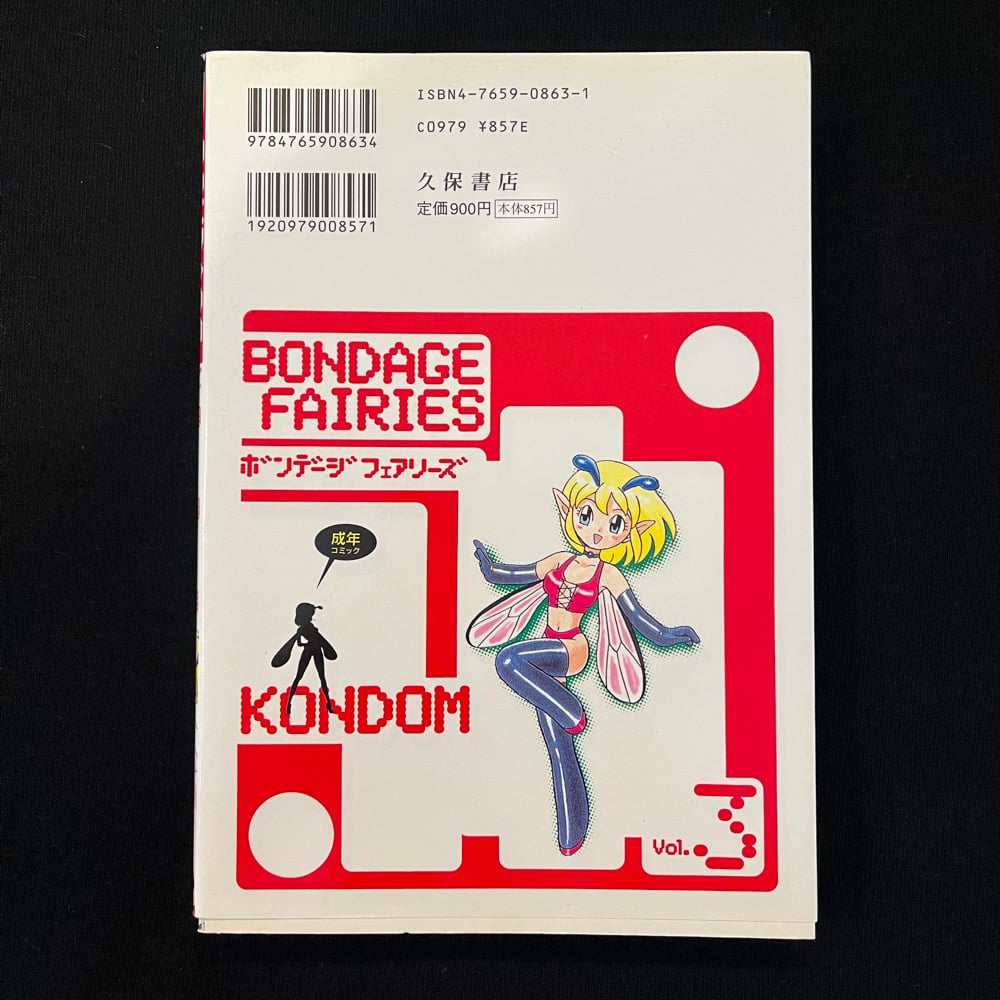 9784765908634
ISBN4-7659-0863-1
C0979 ¥857E
1920979008571
久保書店
定価900円 本体857円
BONDAGE
FAIRIES
ボンデージフェアリーズ
成年
コミック
KONDOM
Vol. 3